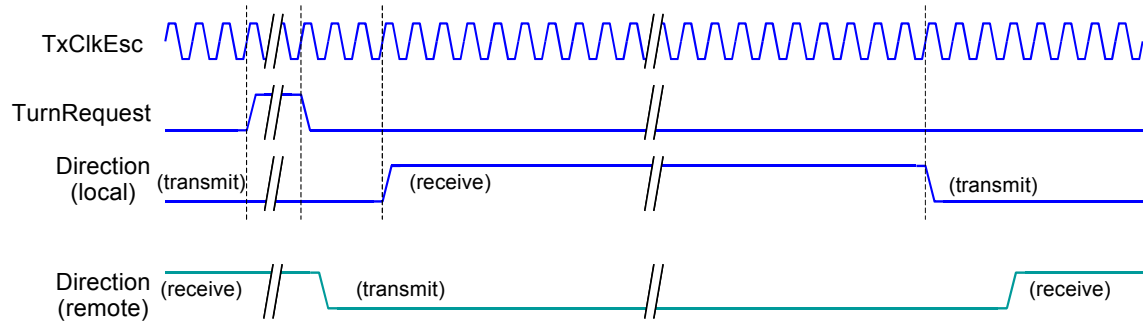 TxClkEsc
TurnRequest
Direction
(local)
(transmit)
(receive)
(transmit)
Direction
(remote)
(receive)
(transmit)
(receive)